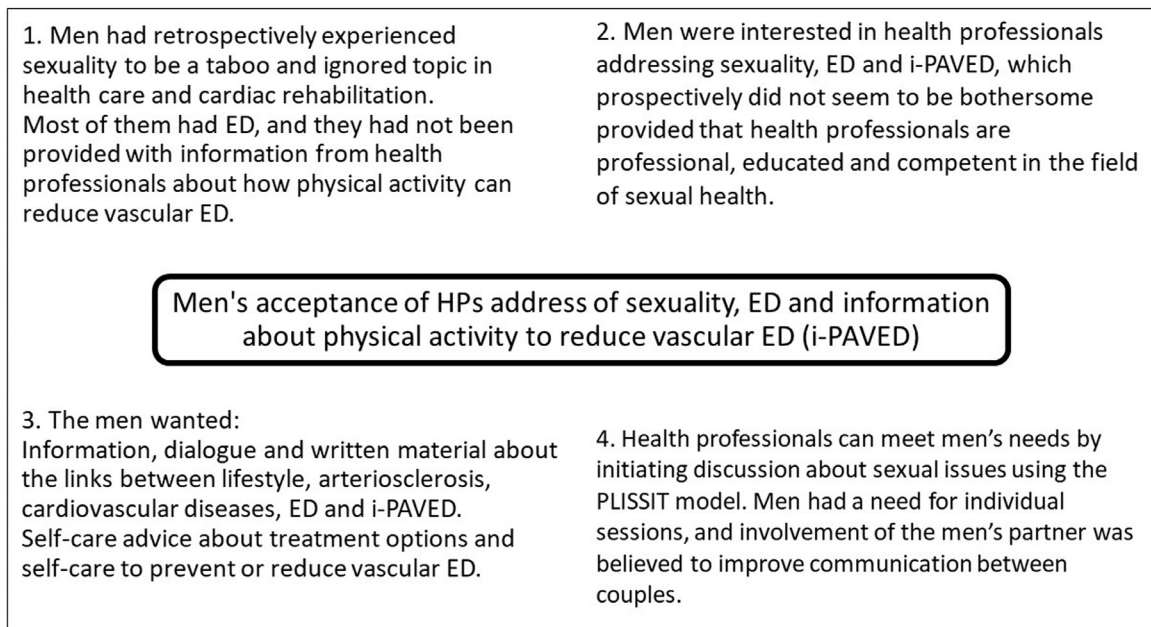 1. Men had retrospectively experienced
sexuality to be a taboo and ignored topic in
health care and cardiac rehabilitation.
Most of them had ED, and they had not been
provided with information from health
professionals about how physical activity can
reduce vascular ED.
2. Men were interested in health professionals
addressing sexuality, ED and i-PAVED, which
prospectively did not seem to be bothersome
provided that health professionals are
professional, educated and competent in the field
of sexual health.
Men's acceptance of HPs address of sexuality, ED and information
about physical activity to reduce vascular ED (i-PAVED)
3. The men wanted:
Information, dialogue and written material about
the links between lifestyle, arteriosclerosis,
cardiovascular diseases, ED and i-PAVED.
Self-care advice about treatment options and
self-care to prevent or reduce vascular ED.
4. Health professionals can meet men’s needs by
initiating discussion about sexual issues using the
PLISSIT model. Men had a need for individual
sessions, and involvement of the men’s partner was
believed to improve communication between
couples.